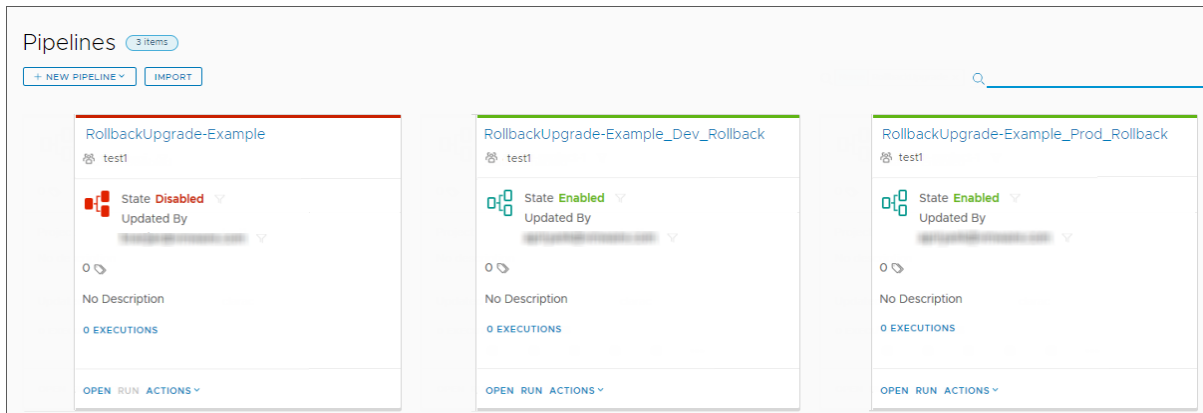 Pipelines 3 items
+ NEW PIPELINE IMPORT
RollbackUpgrade-Example
test1
State Disabled
Updated By
0
No Description
0 EXECUTIONS
OPEN RUN ACTIONS
RollbackUpgrade-Example_Dev_Rollback
test1
State Enabled
Updated By
0
No Description
0 EXECUTIONS
OPEN RUN ACTIONS
RollbackUpgrade-Example_Prod_Rollback
test1
State Enabled
Updated By
0
No Description
0 EXECUTIONS
OPEN RUN ACTIONS